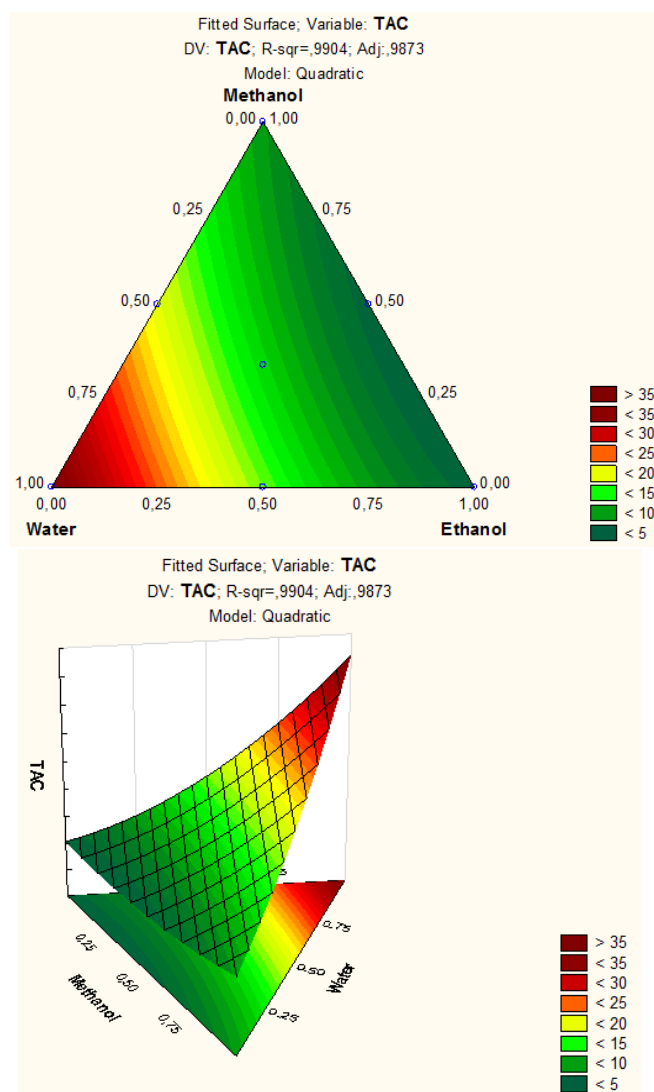 Fitted Surface; Variable: TAC
DV: TAC; R-sqr=,9904; Adj:,9873
Model: Quadratic
Methanol
0,00 1,00
0,25 0,75
0,50 0,50
0,75 0,25
1,00 0,00
0,00 0,25 0,50 0,75 1,00
Water Ethanol
> 35
< 35
< 30
< 25
< 20
< 15
< 10
< 5
Fitted Surface; Variable: TAC
DV: TAC; R-sqr=,9904; Adj:,9873
Model: Quadratic
TAC
0,25
0,50
0,75
Methanol
0,75
0,50
0,25
Water
> 35
< 35
< 30
< 25
< 20
< 15
< 10
< 5